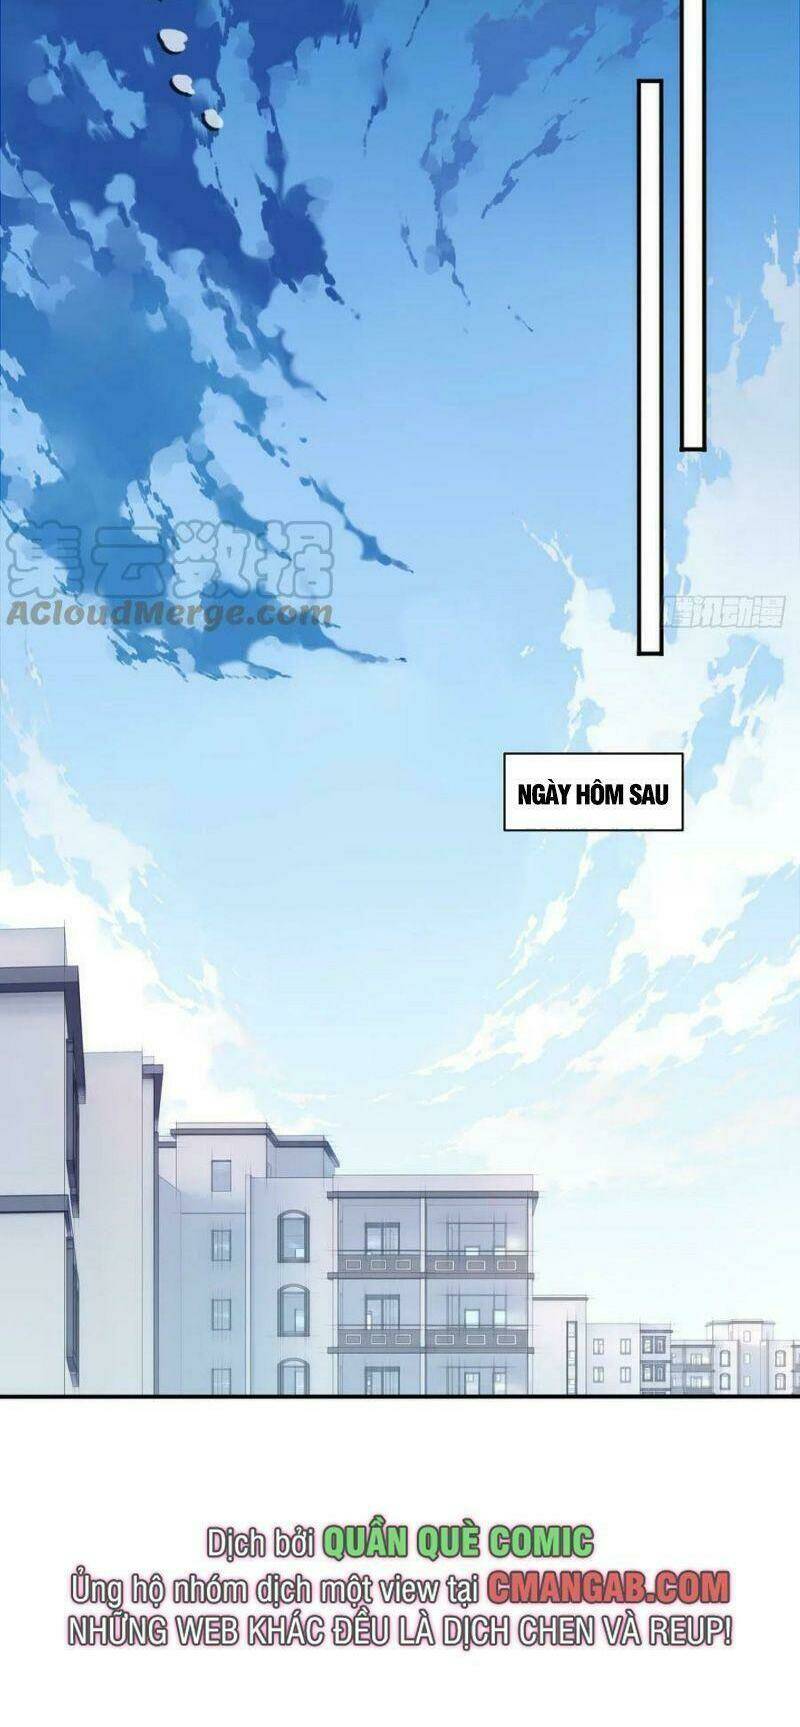 集云数据
ACloudMerge.com
腾讯动漫
NGÀY HÔM SAU
Dịch bởi QUẦN QUÈ COMIC
Ủng hộ nhóm dịch một view tại CMANGAB.COM
NHỮNG WEB KHÁC ĐỀU LÀ DỊCH CHEN VÀ REUP!